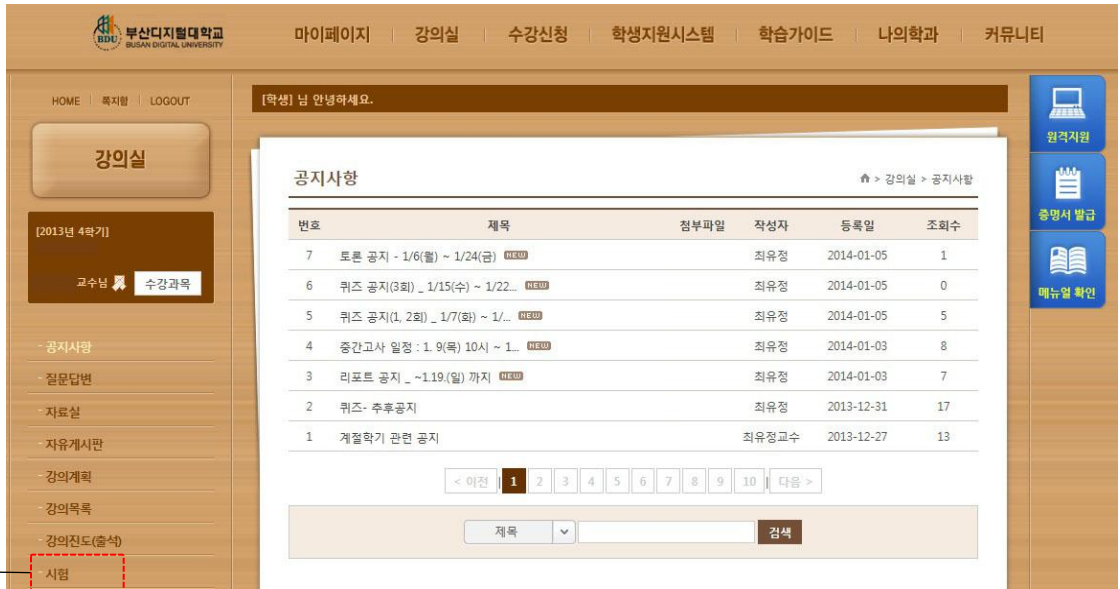 BDU 부산디지털대학교
BUSAN DIGITAL UNIVERSITY
마이페이지 | 강의실 | 수강신청 | 학생지원시스템 | 학습가이드 | 나의학과 | 커뮤니티
HOME | 쪽지함 | LOGOUT
[학생] 님 안녕하세요.
강의실
[2013년 4학기]
교수님 수강과목
- 공지사항
- 질문답변
- 자료실
- 자유게시판
- 강의계획
- 강의목록
- 강의진도(출석)
- 시험
공지사항
> 강의실 > 공지사항
번호 제목 첨부파일 작성자 등록일 조회수
7 토론 공지 - 1/6(월) ~ 1/24(금) NEW 최유정 2014-01-05 1
6 퀴즈 공지(3회) _ 1/15(수) ~ 1/22... NEW 최유정 2014-01-05 0
5 퀴즈 공지(1, 2회) _ 1/7(화) ~ 1/... NEW 최유정 2014-01-05 5
4 중간고사 일정 : 1. 9(목) 10시 ~ 1... NEW 최유정 2014-01-03 8
3 리포트 공지 _ ~1.19.(일) 까지 NEW 최유정 2014-01-03 7
2 퀴즈- 추후공지 최유정 2013-12-31 17
1 계절학기 관련 공지 최유정교수 2013-12-27 13
< 이전 | 1 2 3 4 5 6 7 8 9 10 | 다음 >
제목 검색
원격지원
증명서 발급
메뉴얼 확인